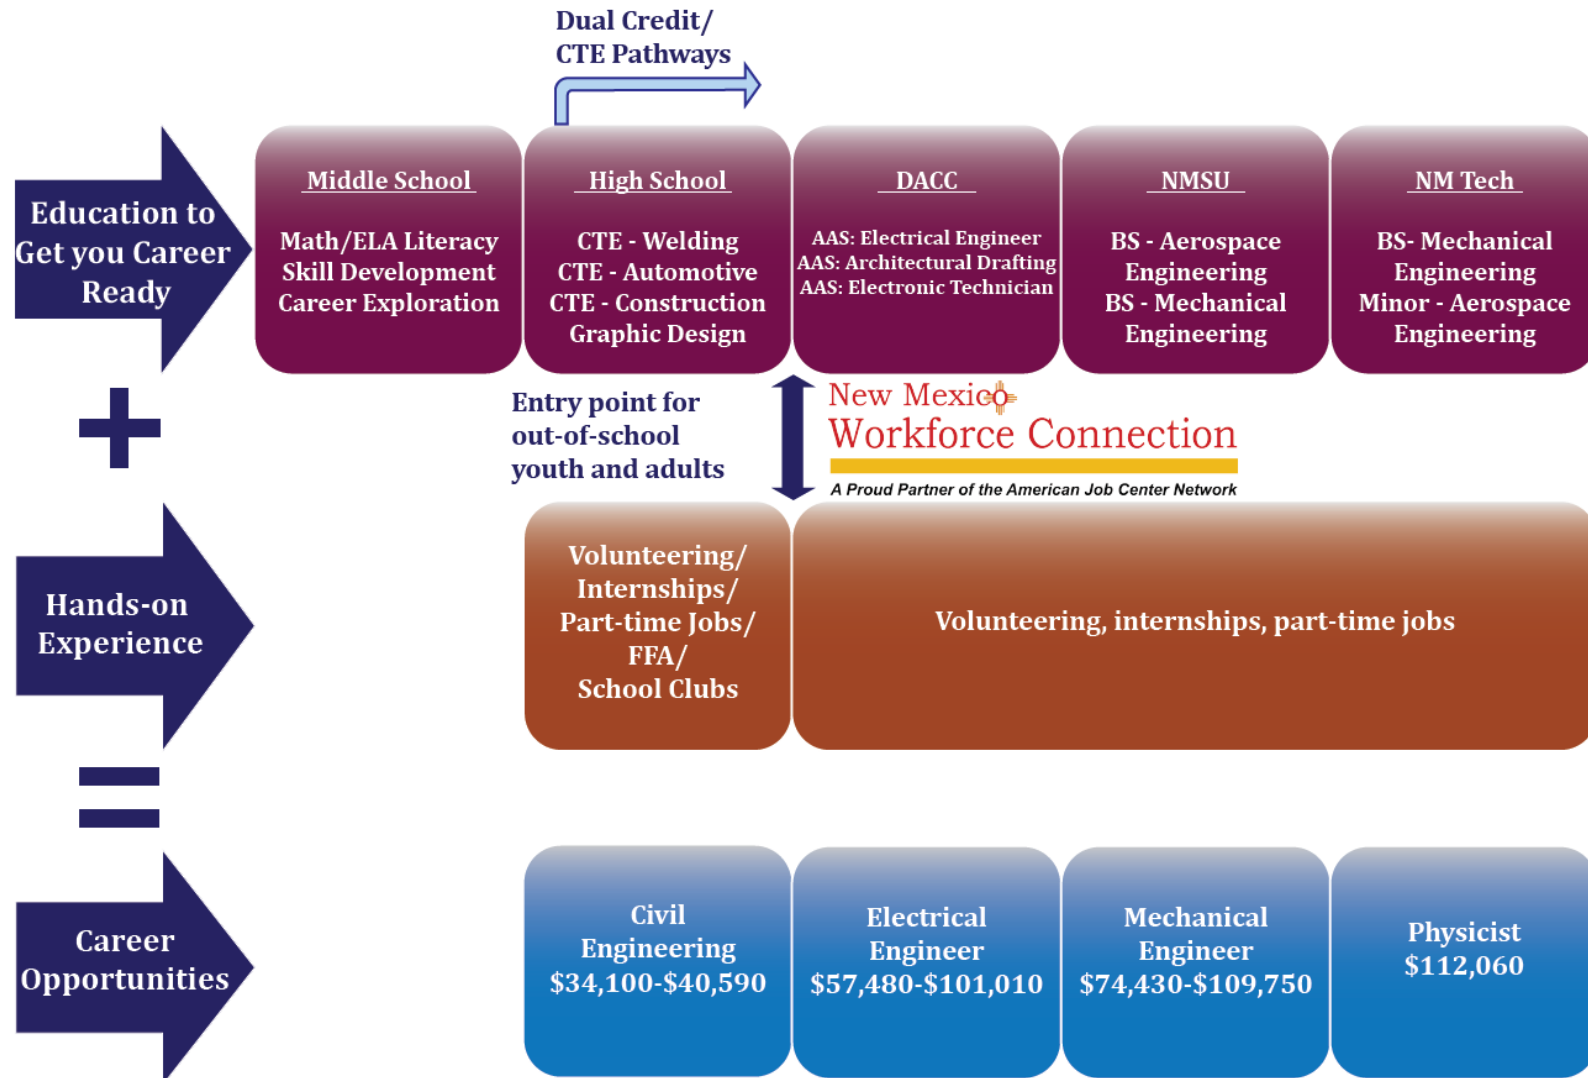 Dual Credit/
CTE Pathways
Education to
Get you Career
Ready
Middle School
Math/ELA Literacy
Skill Development
Career Exploration
High School
CTE - Welding
CTE - Automotive
CTE - Construction
Graphic Design
DACC
AAS: Electrical Engineer
AAS: Architectural Drafting
AAS: Electronic Technician
NMSU
BS - Aerospace
Engineering
BS - Mechanical
Engineering
NM Tech
BS- Mechanical
Engineering
Minor - Aerospace
Engineering
Entry point for
out-of-school
youth and adults
New Mexico
Workforce Connection
A Proud Partner of the American Job Center Network
Hands-on
Experience
Volunteering/
Internships/
Part-time Jobs/
FFA/
School Clubs
Volunteering, internships, part-time jobs
Career
Opportunities
Civil
Engineering
$34,100-$40,590
Electrical
Engineer
$57,480-$101,010
Mechanical
Engineer
$74,430-$109,750
Physicist
$112,060